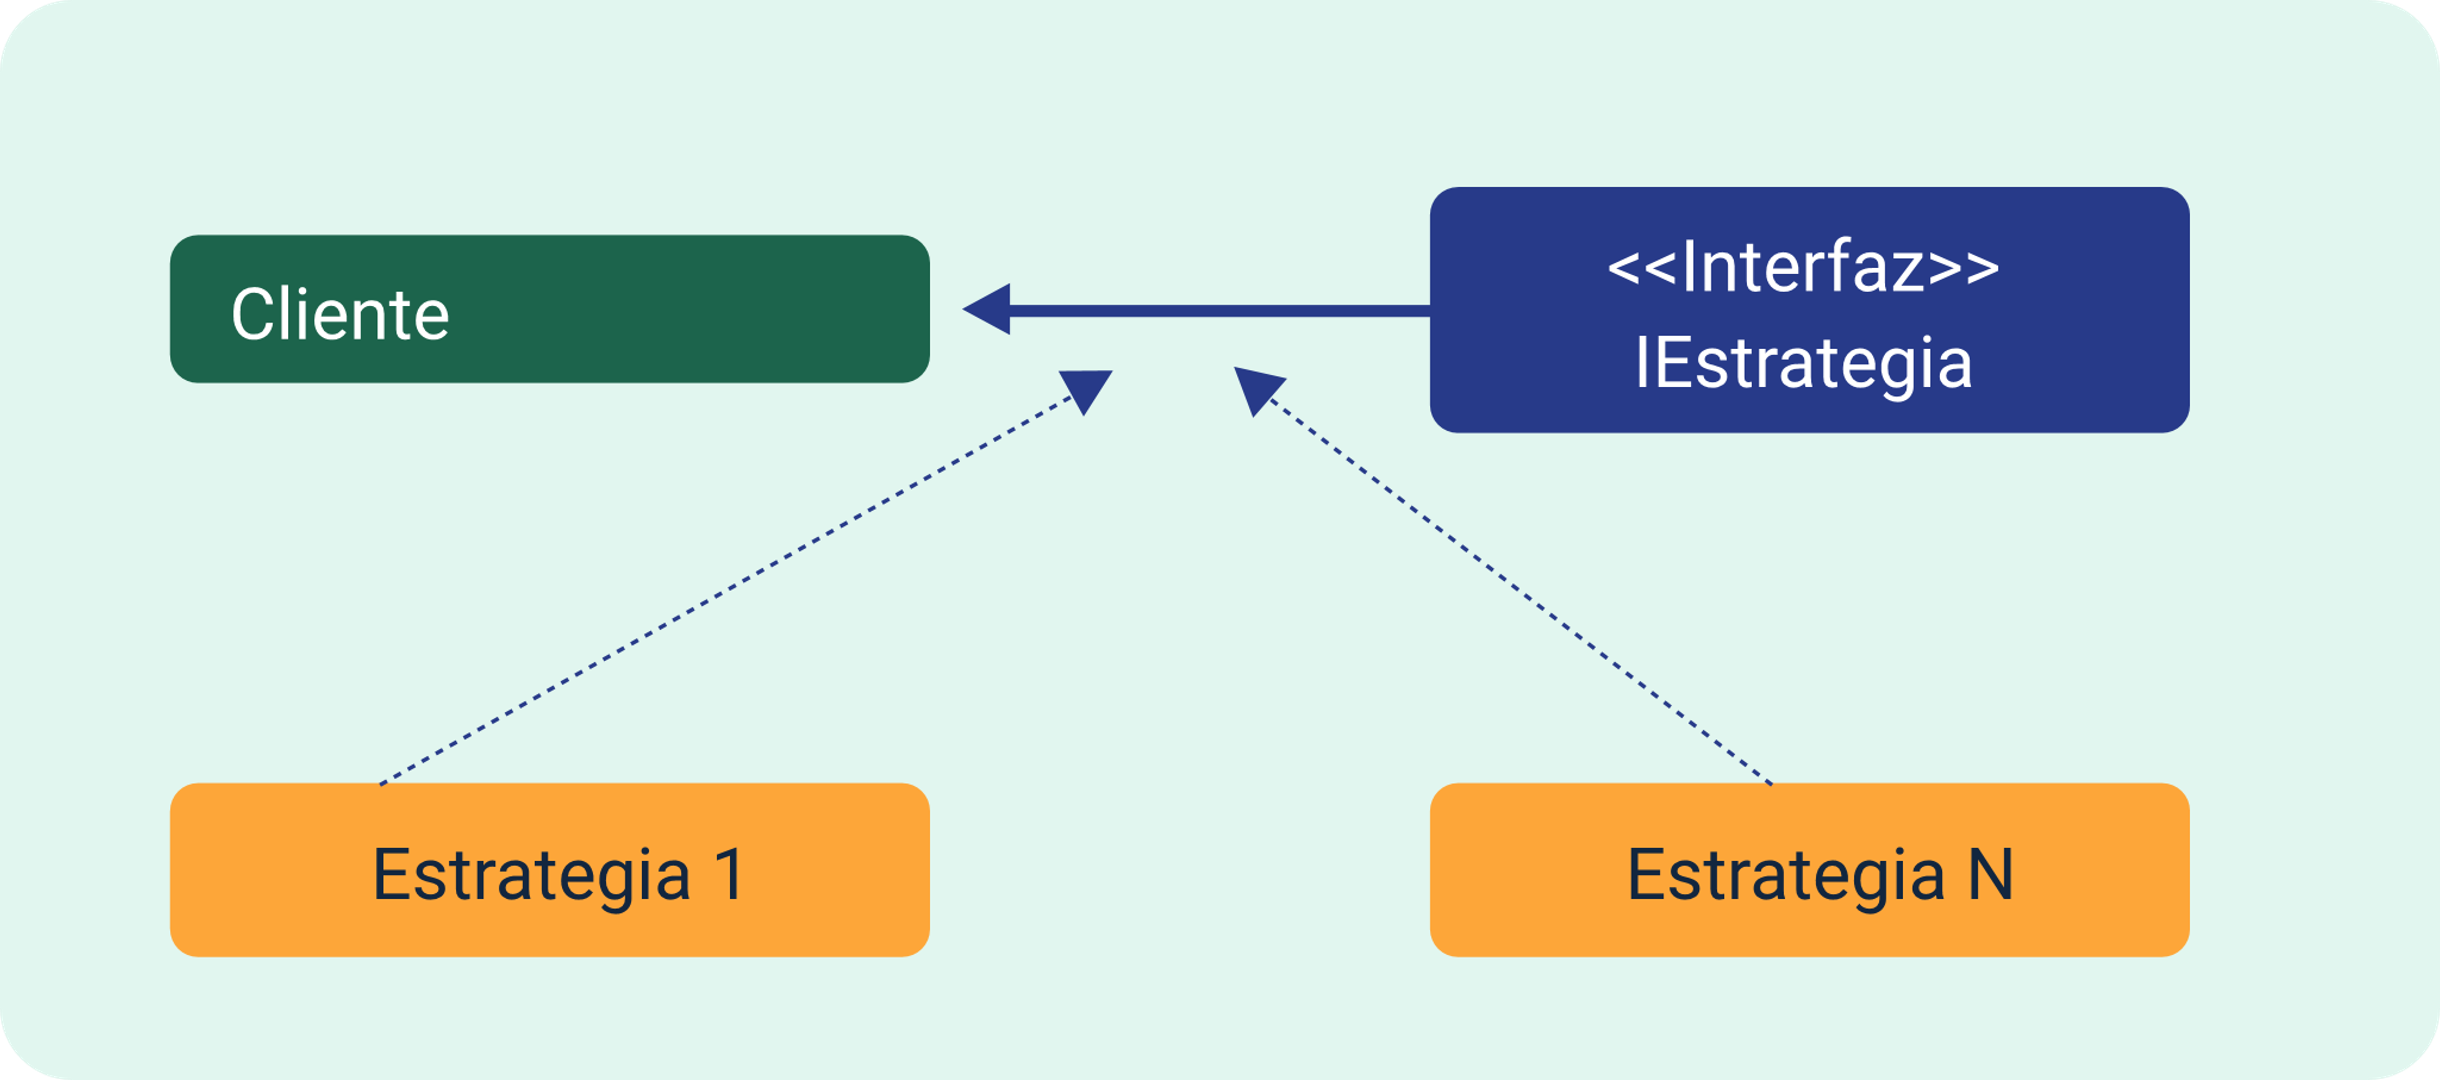 Cliente
<<Interfaz>>
IEstrategia
Estrategia 1
Estrategia N